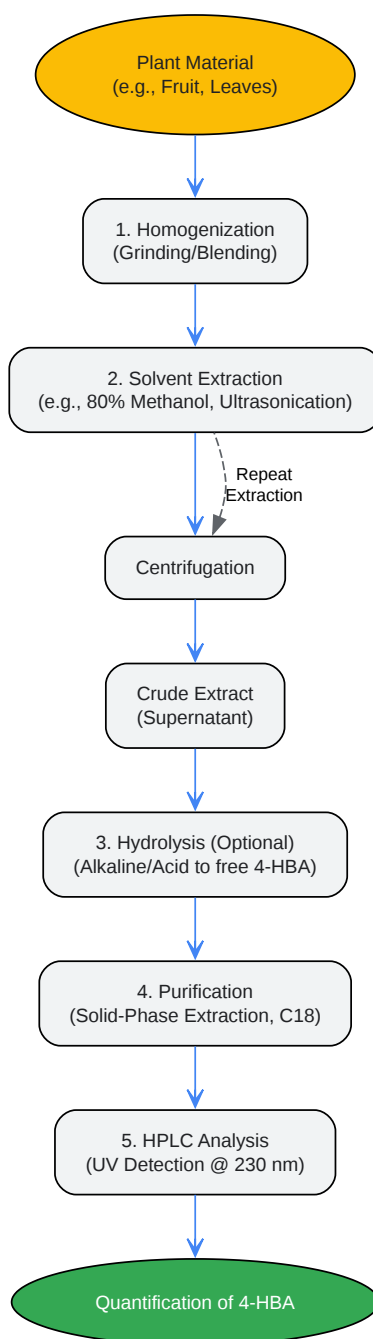 Plant Material
(e.g., Fruit, Leaves)
1. Homogenization
(Grinding/Blending)
2. Solvent Extraction
(e.g., 80% Methanol, Ultrasonication)
Repeat
Extraction
Centrifugation
Crude Extract
(Supernatant)
3. Hydrolysis (Optional)
(Alkaline/Acid to free 4-HBA)
4. Purification
(Solid-Phase Extraction, C18)
5. HPLC Analysis
(UV Detection @ 230 nm)
Quantification of 4-HBA